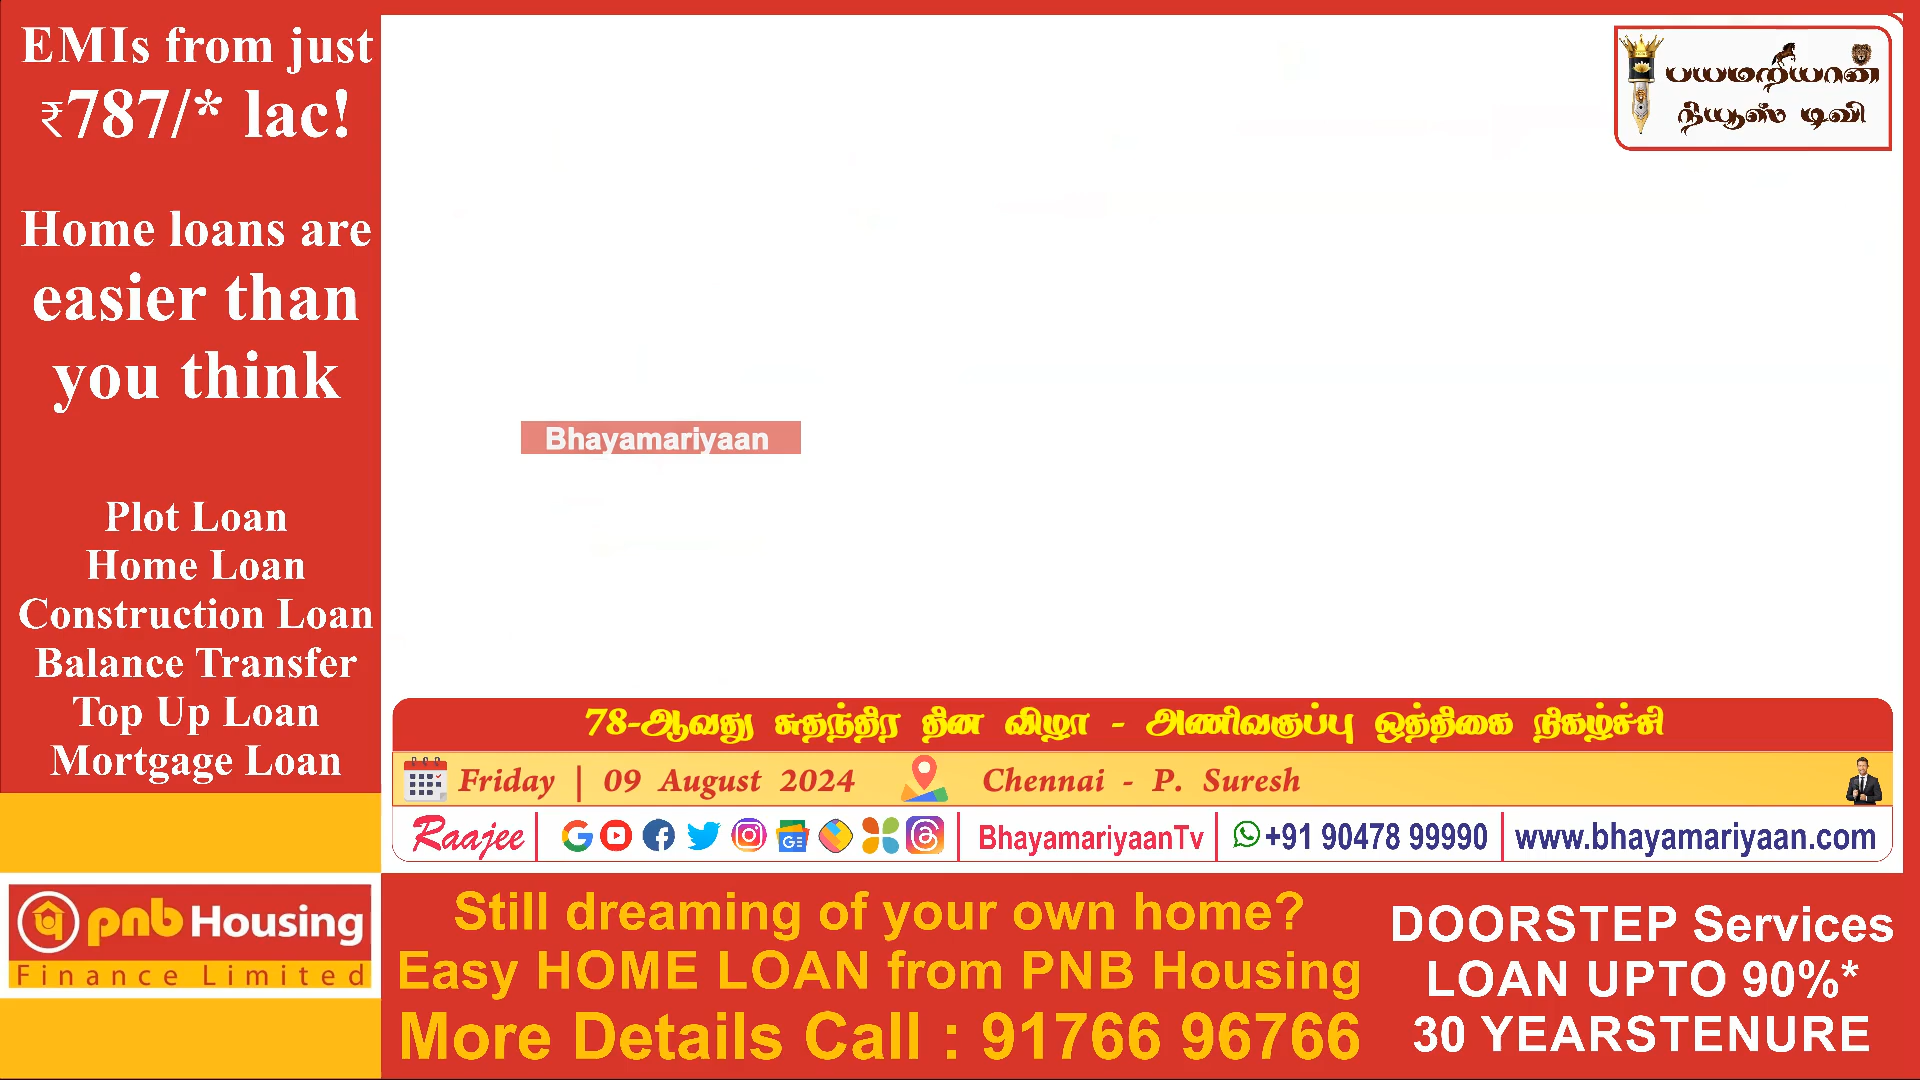 EMIs from just
₹787/* lac!
Home loans are
easier than
you think
Plot Loan
Home Loan
Construction Loan
Balance Transfer
Top Up Loan
Mortgage Loan
பயமறியான்
நியூஸ் டிவி
Bhayamariyaan
78-ஆவது சுதந்திர தின விழா - அணிவகுப்பு ஒத்திகை நிகழ்ச்சி
Friday | 09 August 2024 Chennai - P. Suresh
Raajee BhayamariyaanTv +91 90478 99990 www.bhayamariyaan.com
pnb Housing
Finance Limited
Still dreaming of your own home?
Easy HOME LOAN from PNB Housing
More Details Call : 91766 96766
DOORSTEP Services
LOAN UPTO 90%*
30 YEARSTENURE